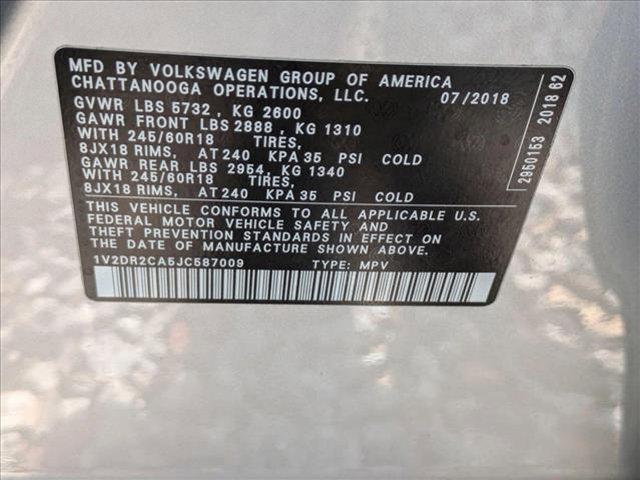 MFD BY VOLKSWAGEN GROUP OF AMERICA
CHATTANOOGA OPERATIONS, LLC. 07/2018
GVWR LBS 5732 , KG 2600
GAWR FRONT LBS 2888 , KG 1310
WITH 245/60R18 TIRES,
8JX18 RIMS, AT 240 KPA 35 PSI COLD
GAWR REAR LBS 2954 , KG 1340
WITH 245/60R18 TIRES,
8JX18 RIMS, AT 240 KPA 35 PSI COLD
THIS VEHICLE CONFORMS TO ALL APPLICABLE U.S.
FEDERAL MOTOR VEHICLE SAFETY AND
THEFT PREVENTION STANDARDS IN EFFECT ON
THE DATE OF MANUFACTURE SHOWN ABOVE.
1V2DR2CA5JC587009 TYPE: MPV
2950153 2018 62